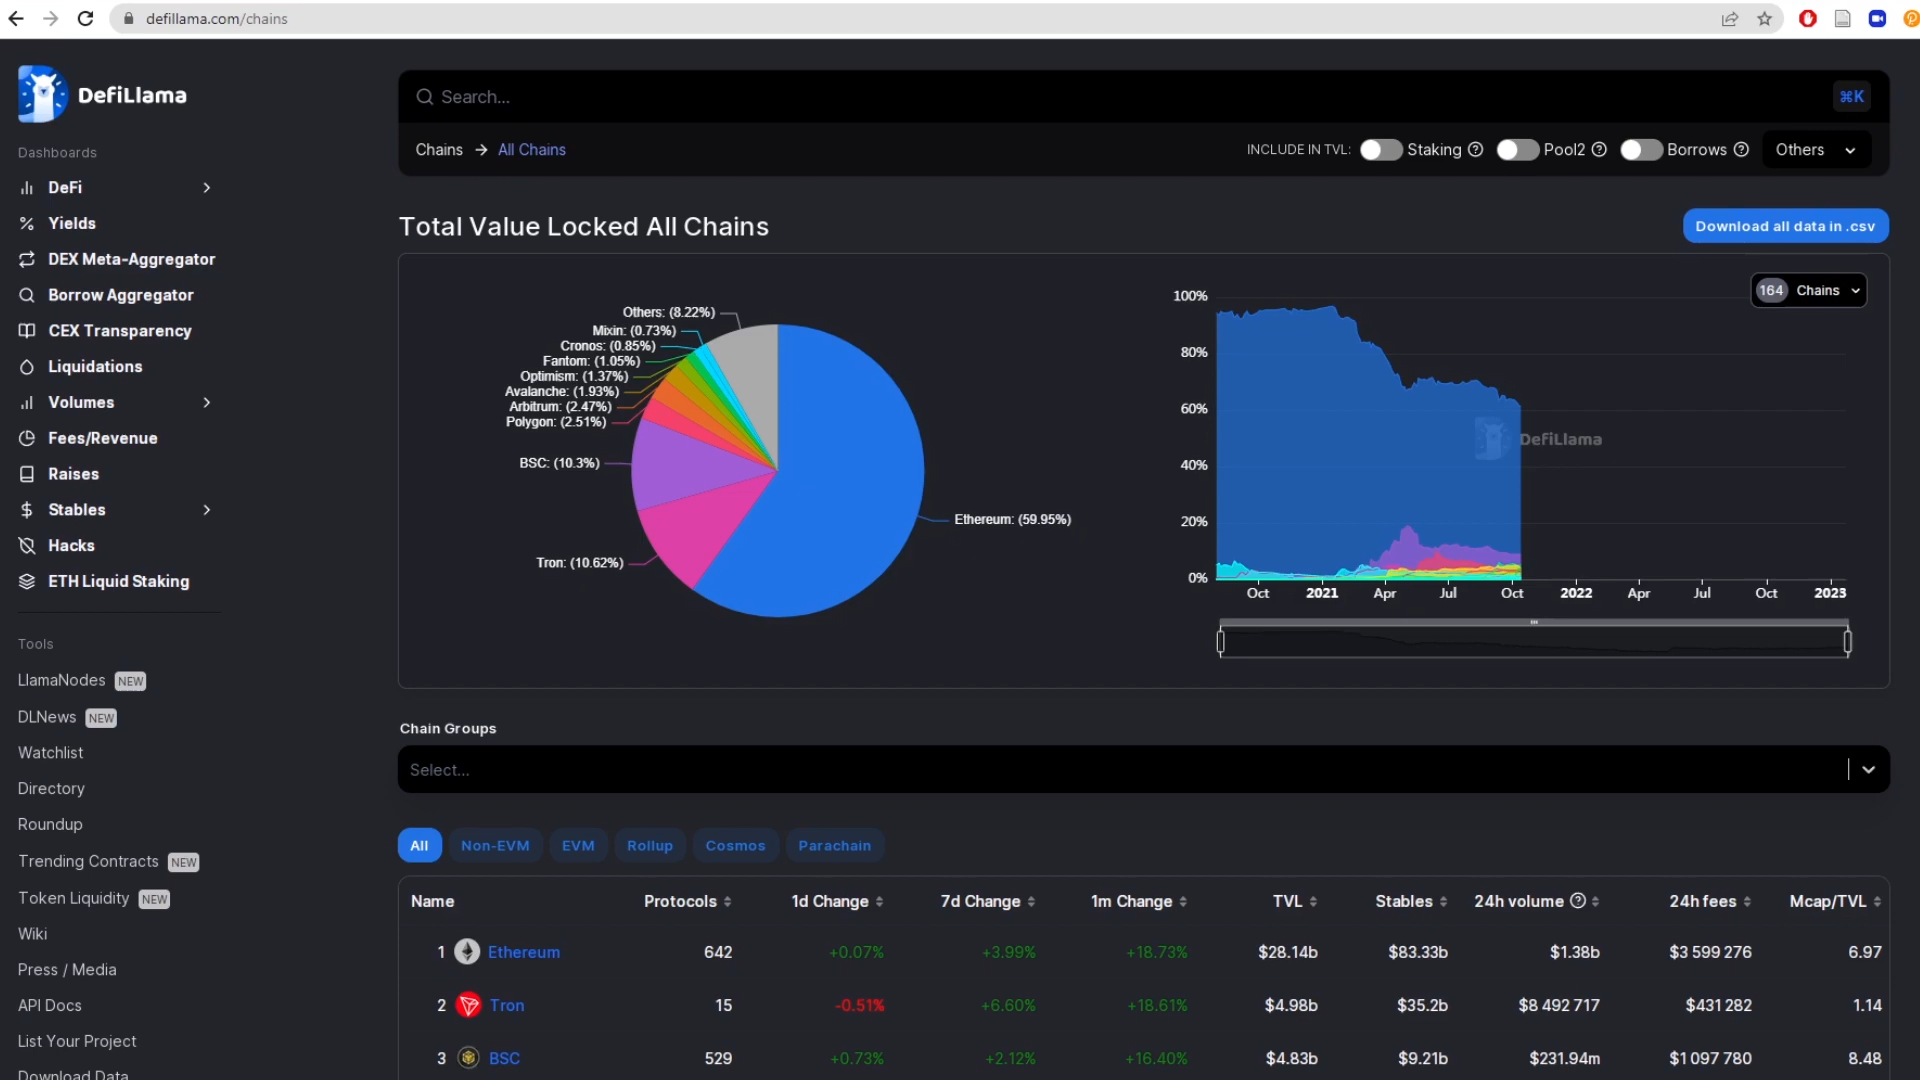 defillama.com/chains
DefiLlama
Dashboards
DeFi
Yields
DEX Meta-Aggregator
Borrow Aggregator
CEX Transparency
Liquidations
Volumes
Fees/Revenue
Raises
Stables
Hacks
ETH Liquid Staking
Tools
LlamaNodes NEW
DLNews NEW
Watchlist
Directory
Roundup
Trending Contracts NEW
Token Liquidity NEW
Wiki
Press / Media
API Docs
List Your Project
Download Data
Search...
⌘K
Chains → All Chains
INCLUDE IN TVL: Staking Pool2 Borrows Others
Total Value Locked All Chains
Download all data in .csv
Others: (8.22%)
Mixin: (0.73%)
Cronos: (0.85%)
Fantom: (1.05%)
Optimism: (1.37%)
Avalanche: (1.93%)
Arbitrum: (2.47%)
Polygon: (2.51%)
BSC: (10.3%)
Ethereum: (59.95%)
Tron: (10.62%)
164 Chains
100%
80%
60%
40%
20%
0%
DefiLlama
Oct 2021 Apr Jul Oct 2022 Apr Jul Oct 2023
Chain Groups
Select...
All Non-EVM EVM Rollup Cosmos Parachain
Name Protocols 1d Change 7d Change 1m Change TVL Stables 24h volume 24h fees Mcap/TVL
1 Ethereum 642 +0.07% +3.99% +18.73% $28.14b $83.33b $1.38b $3 599 276 6.97
2 Tron 15 -0.51% +6.60% +18.61% $4.98b $35.2b $8 492 717 $431 282 1.14
3 BSC 529 +0.73% +2.12% +16.40% $4.83b $9.21b $231.94m $1 097 780 8.48